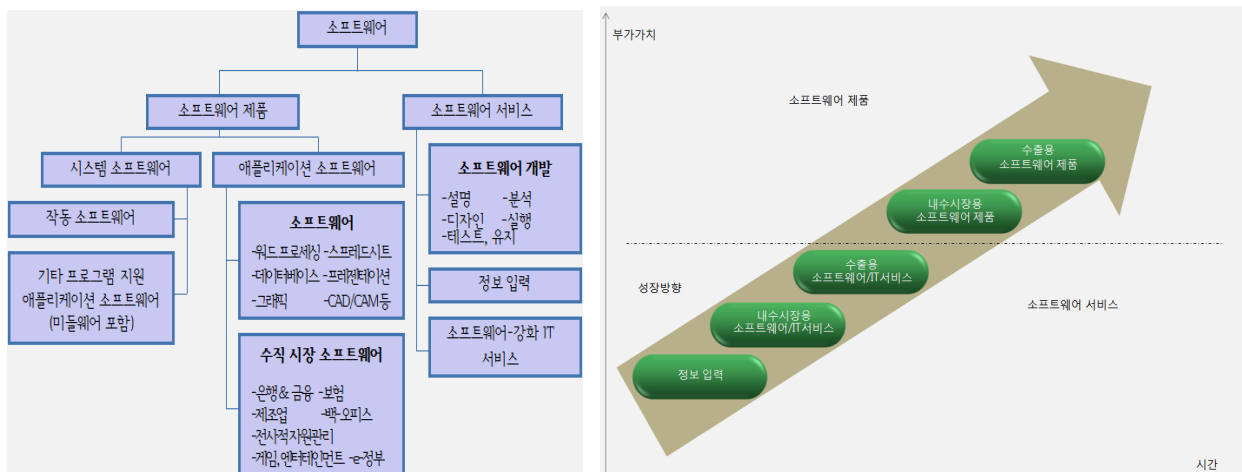 소프트웨어
소프트웨어 제품
소프트웨어 서비스
시스템 소프트웨어
애플리케이션 소프트웨어
작동 소프트웨어
기타 프로그램 지원
애플리케이션 소프트웨어
(미들웨어 포함)
소프트웨어
-워드 프로세싱 -스프레드시트
-데이터베이스 -프레젠테이션
-그래픽 -CAD/CAM 등
수직 시장 소프트웨어
-은행 & 금융 -보험
-제조업 -백-오피스
-전사적자원관리
-게임, 엔터테인먼트 -e-정부
소프트웨어 개발
-설명 -분석
-디자인 -실행
-테스트, 유지
정보 입력
소프트웨어-강화 IT
서비스
부가가치
소프트웨어 제품
수출용
소프트웨어 제품
내수시장용
소프트웨어 제품
수출용
소프트웨어/IT서비스
성장방향
소프트웨어 서비스
내수시장용
소프트웨어/IT서비스
정보 입력
시간